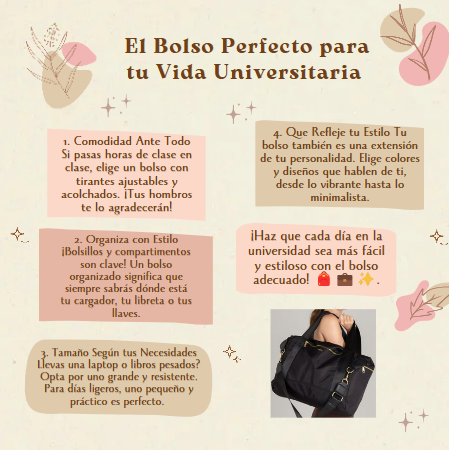 El Bolso Perfecto para
tu Vida Universitaria
1. Comodidad Ante Todo
Si pasas horas de clase en
clase, elige un bolso con
tirantes ajustables y
acolchados. ¡Tus hombros
te lo agradecerán!
2. Organiza con Estilo
¡Bolsillos y compartimentos
son clave! Un bolso
organizado significa que
siempre sabrás dónde está
tu cargador, tu libreta o tus
llaves.
3. Tamaño Según tus Necesidades
Llevas una laptop o libros pesados?
Opta por uno grande y resistente.
Para días ligeros, uno pequeño y
práctico es perfecto.
4. Que Refleje tu Estilo Tu
bolso también es una extensión
de tu personalidad. Elige colores
y diseños que hablen de ti,
desde lo vibrante hasta lo
minimalista.
¡Haz que cada día en la
universidad sea más fácil
y estiloso con el bolso
adecuado! 🎒 💼 ✨ .